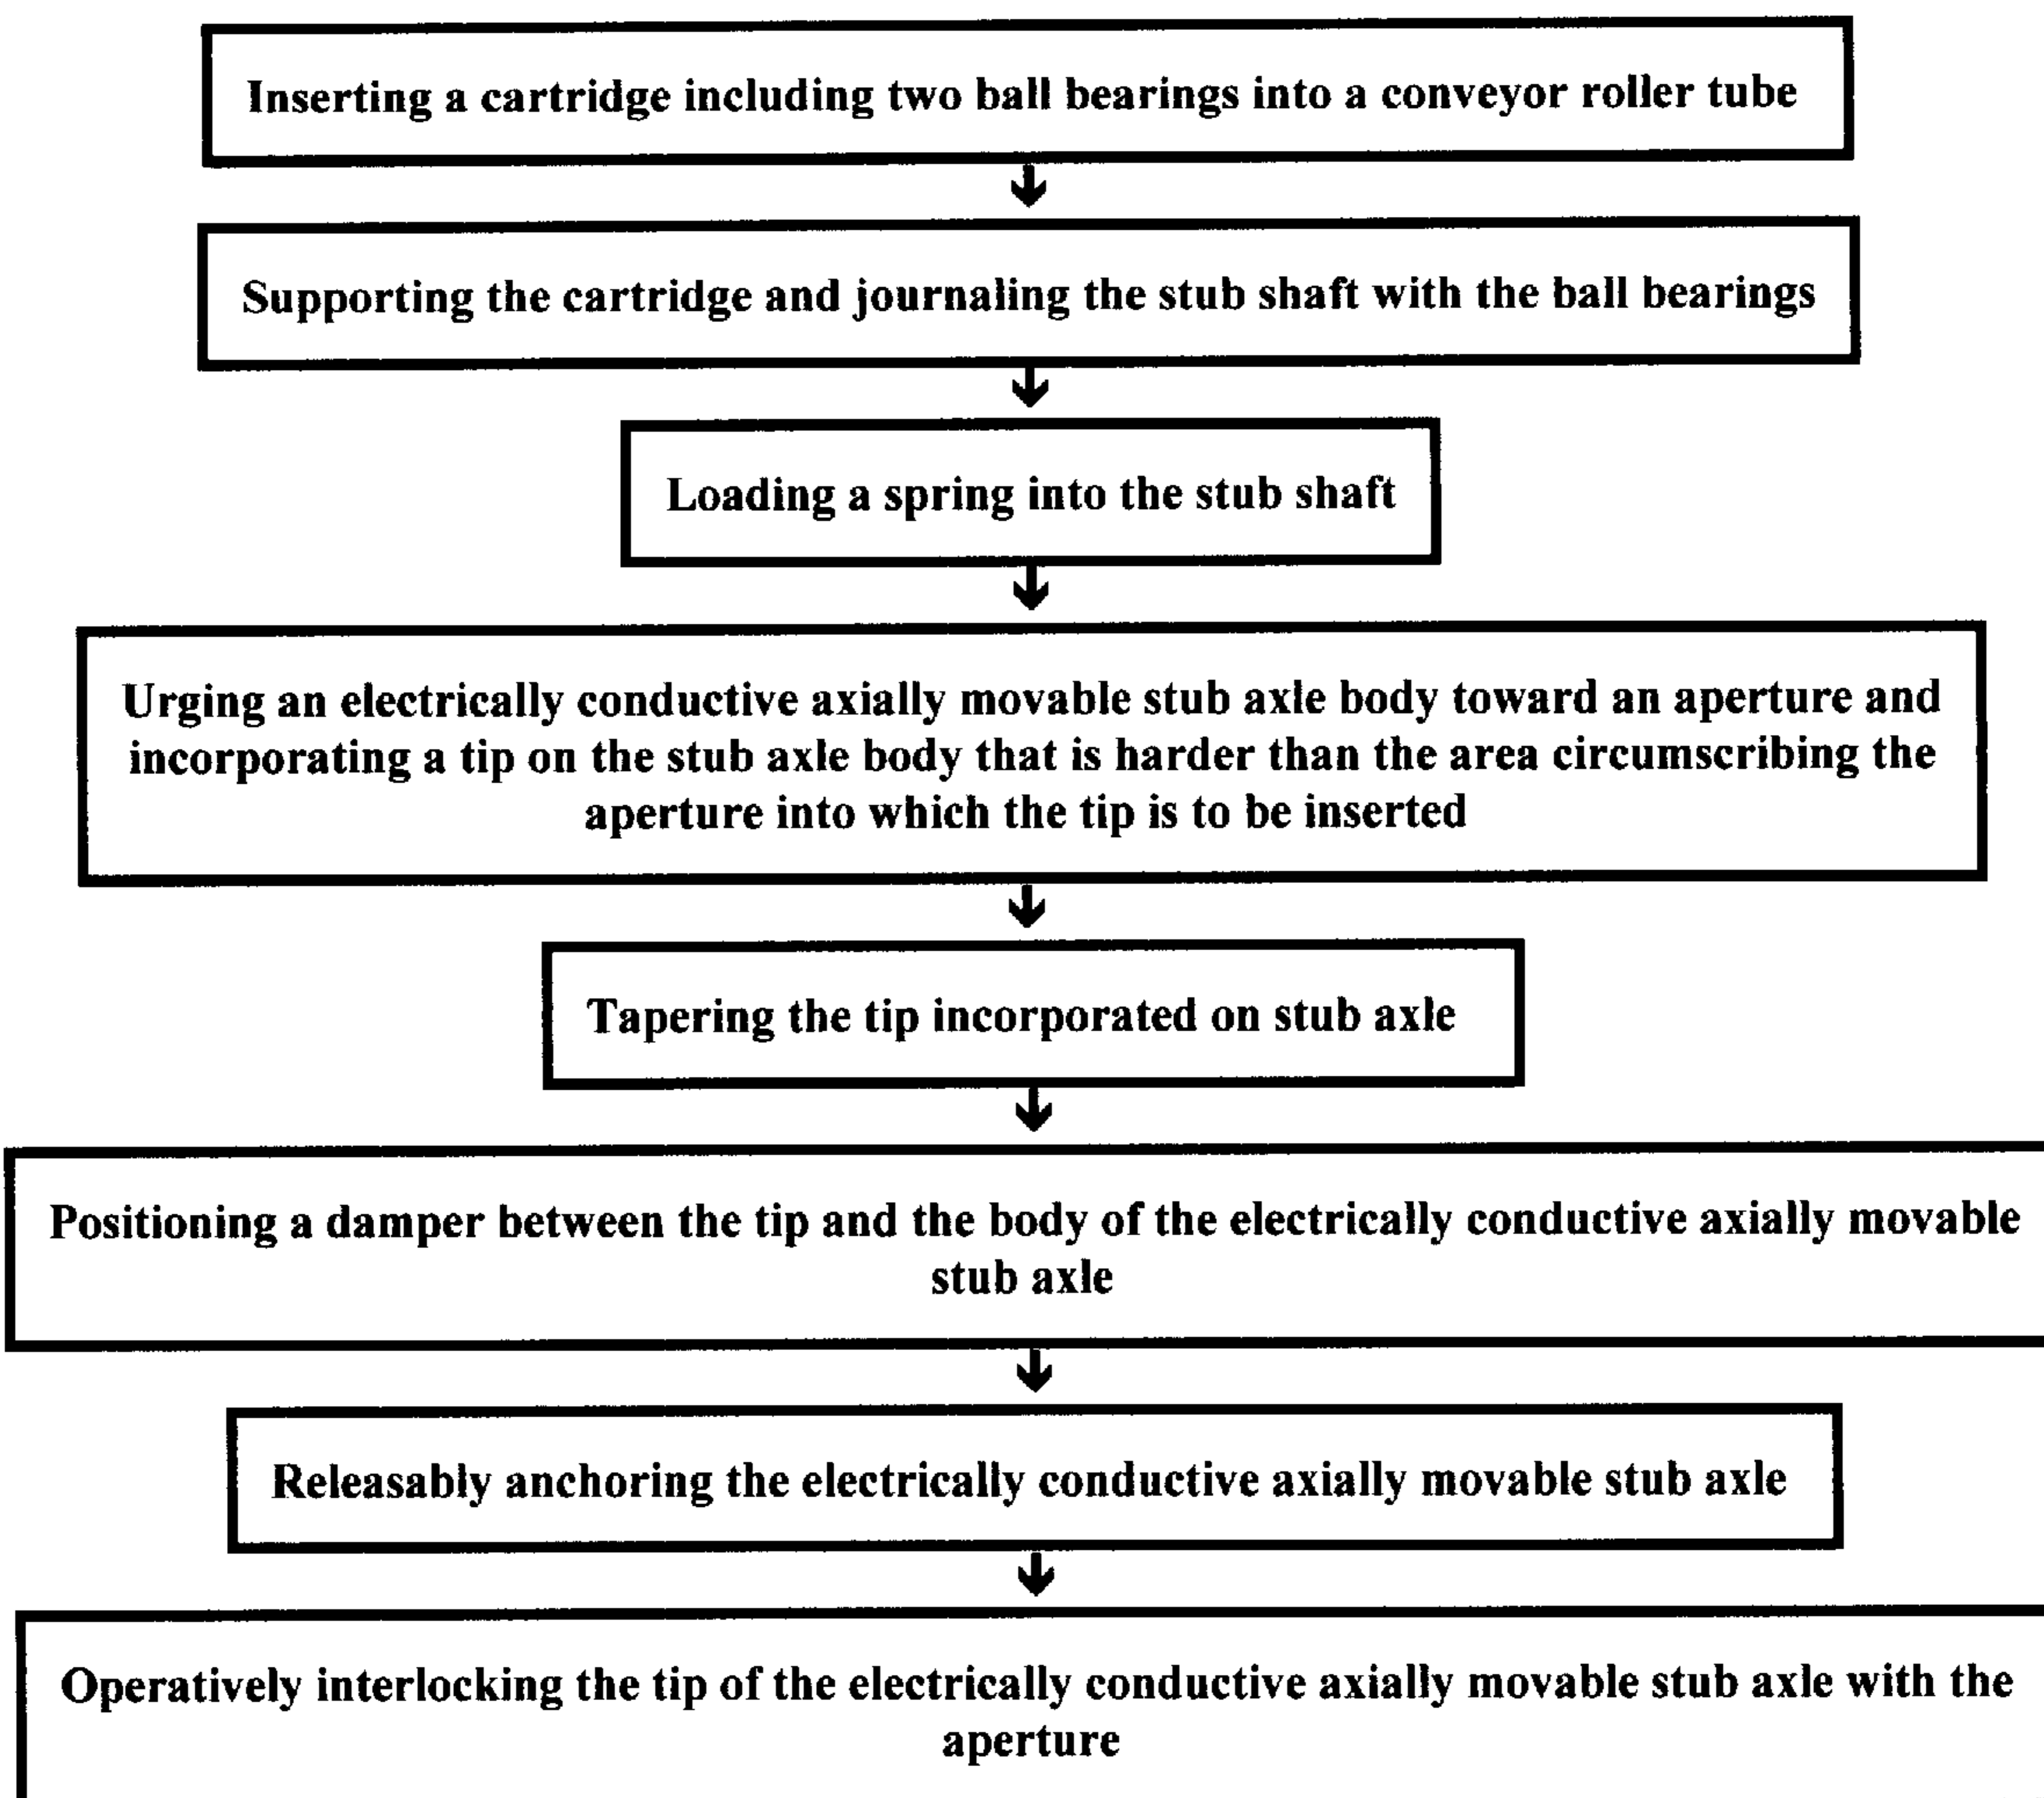 Inserting a cartridge including two ball bearings into a conveyor roller tube
Supporting the cartridge and journaling the stub shaft with the ball bearings
Loading a spring into the stub shaft
Urging an electrically conductive axially movable stub axle body toward an aperture and
incorporating a tip on the stub axle body that is harder than the area circumscribing the
aperture into which the tip is to be inserted
Tapering the tip incorporated on stub axle
Positioning a damper between the tip and the body of the electrically conductive axially movable
stub axle
Releasably anchoring the electrically conductive axially movable stub axle
Operatively interlocking the tip of the electrically conductive axially movable stub axle with the
aperture